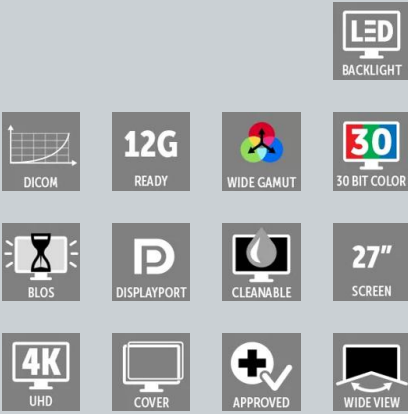 LED
BACKLIGHT
DICOM
12G
READY
WIDE GAMUT
30
30 BIT COLOR
BLOS
DISPLAYPORT
CLEANABLE
27"
SCREEN
4K
UHD
COVER
APPROVED
WIDE VIEW